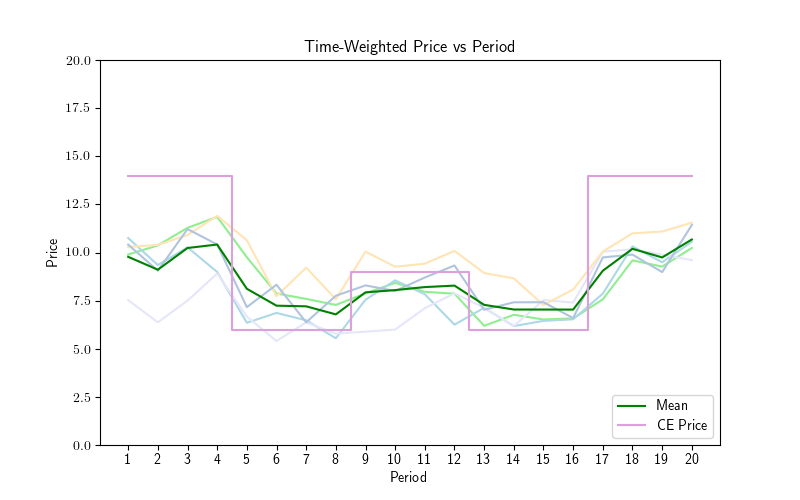 Time-Weighted Price vs Period
Price
20.0
17.5
15.0
12.5
10.0
7.5
5.0
2.5
0.0
Mean
CE Price
1 2 3 4 5 6 7 8 9 10 11 12 13 14 15 16 17 18 19 20
Period